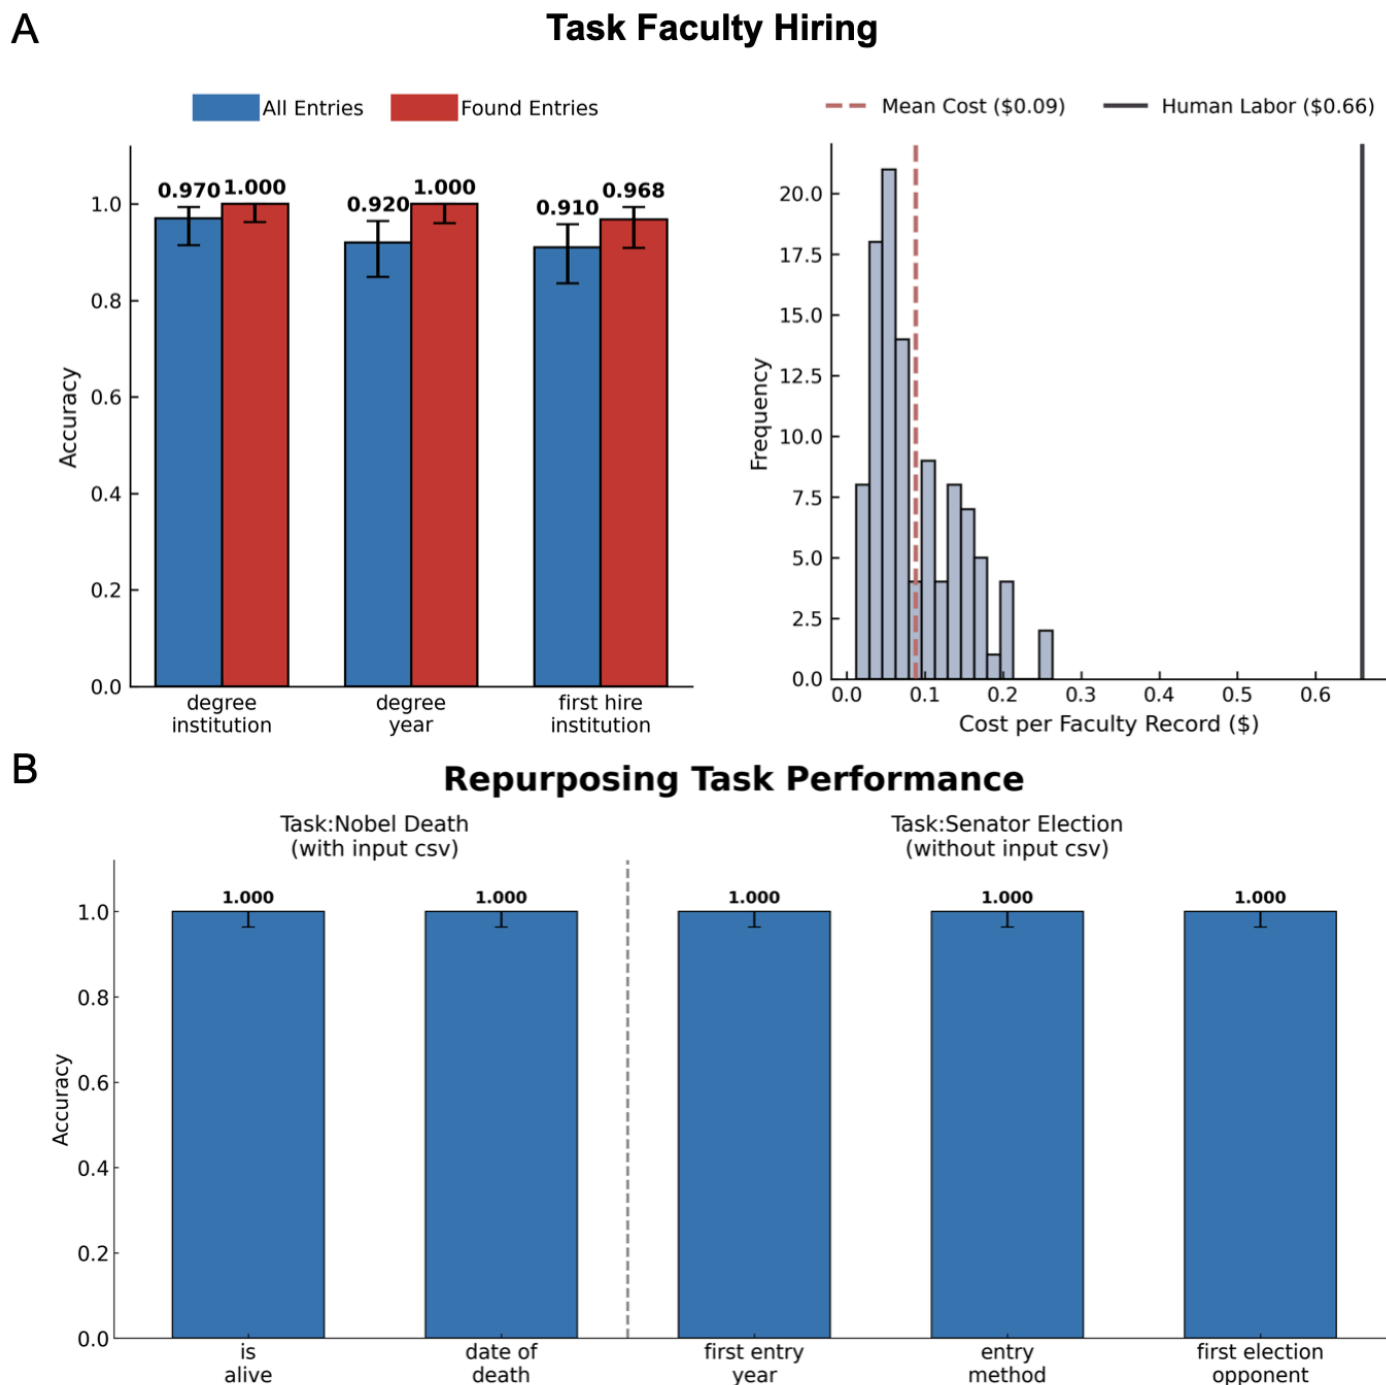 A
Task Faculty Hiring
All Entries
Found Entries
0.970
1.000
0.920
1.000
0.910
0.968
1.0
0.8
0.6
0.4
0.2
0.0
Accuracy
degree
institution
degree
year
first hire
institution
Mean Cost ($0.09)
Human Labor ($0.66)
20.0
17.5
15.0
12.5
10.0
7.5
5.0
2.5
0.0
Frequency
0.0
0.1
0.2
0.3
0.4
0.5
0.6
Cost per Faculty Record ($)
B
Repurposing Task Performance
Task:Nobel Death
(with input csv)
Task:Senator Election
(without input csv)
1.000
1.000
1.000
1.000
1.000
1.0
0.8
0.6
0.4
0.2
0.0
Accuracy
is
alive
date of
death
first entry
year
entry
method
first election
opponent